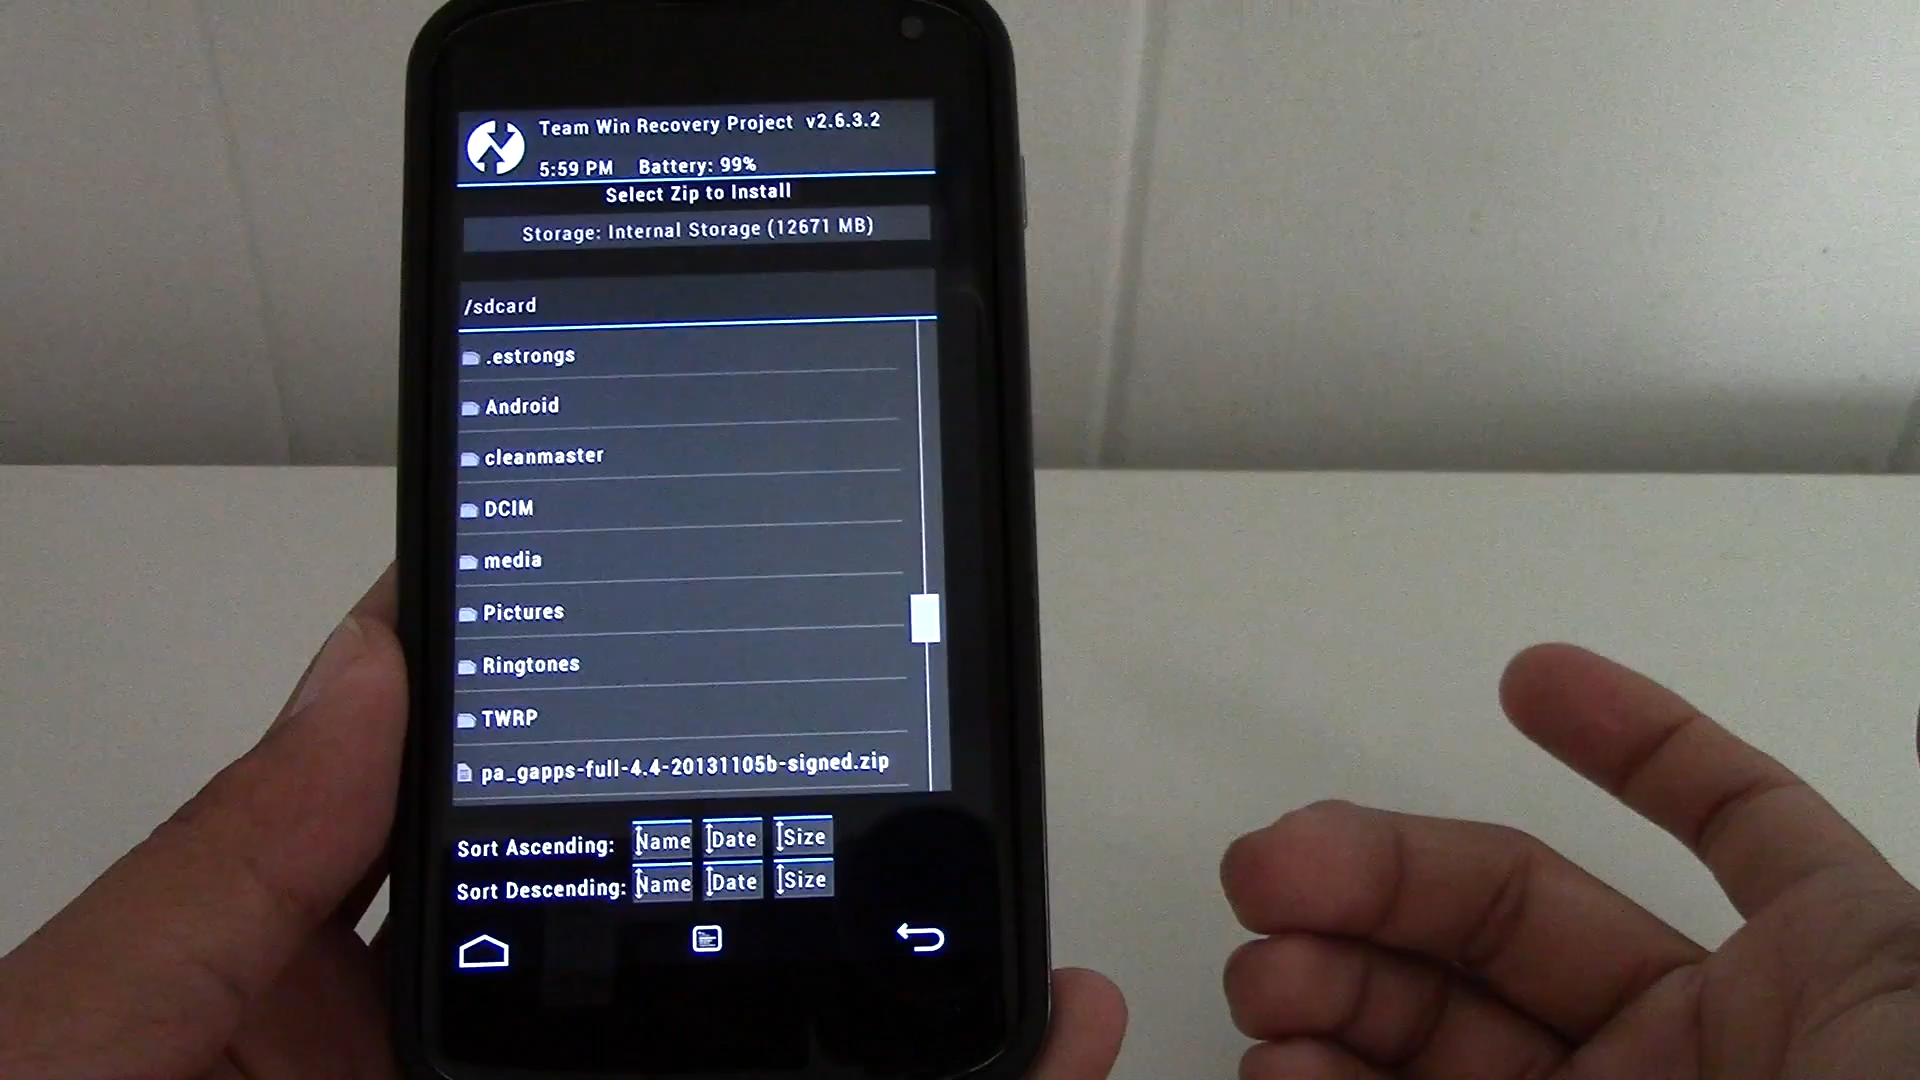 Team Win Recovery Project v2.6.3.2
5:59 PM Battery: 99%
Select Zip to Install
Storage: Internal Storage (12671 MB)
/sdcard
.estrongs
Android
cleanmaster
DCIM
media
Pictures
Ringtones
TWRP
pa_gapps-full-4.4-20131105b-signed.zip
Sort Ascending: Name Date Size
Sort Descending: Name Date Size